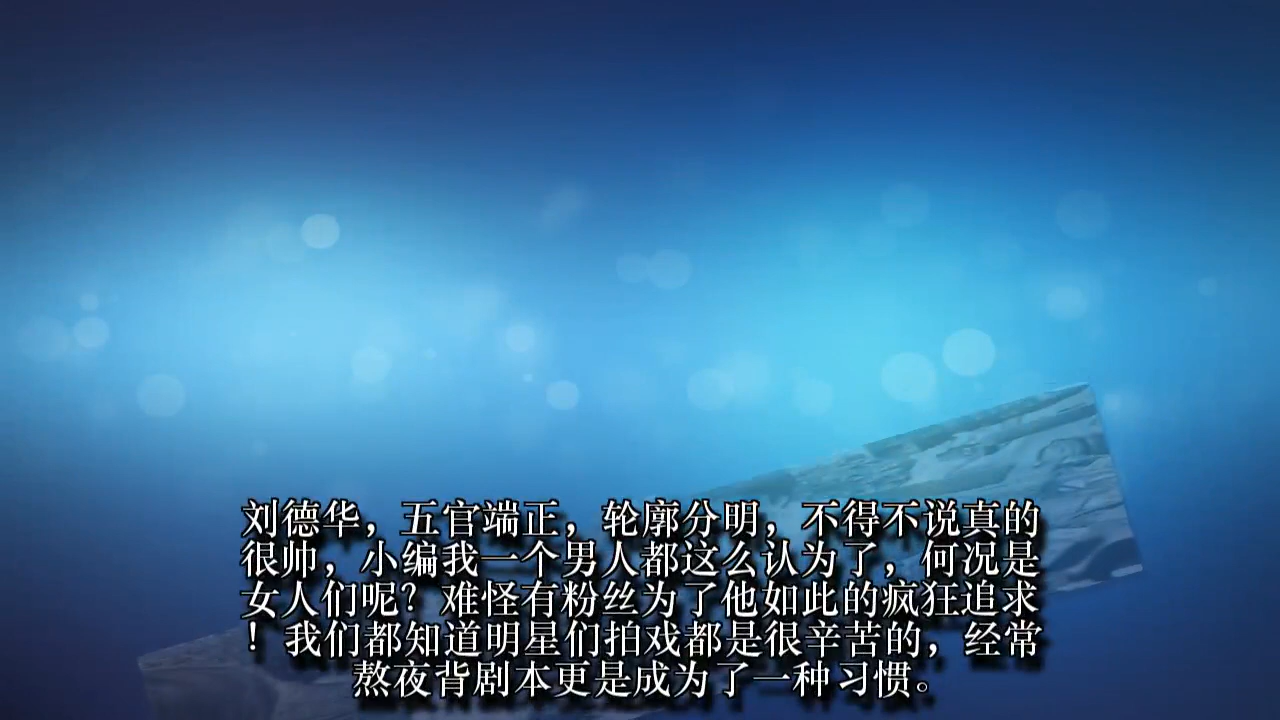 刘德华，五官端正，轮廓分明，不得不说真的
很帅，小编我一个男人都这么认为了，何况是
女人们呢？难怪有粉丝为了他如此的疯狂追求
！我们都知道明星们拍戏都是很辛苦的，经常
熬夜背剧本更是成为了一种习惯。